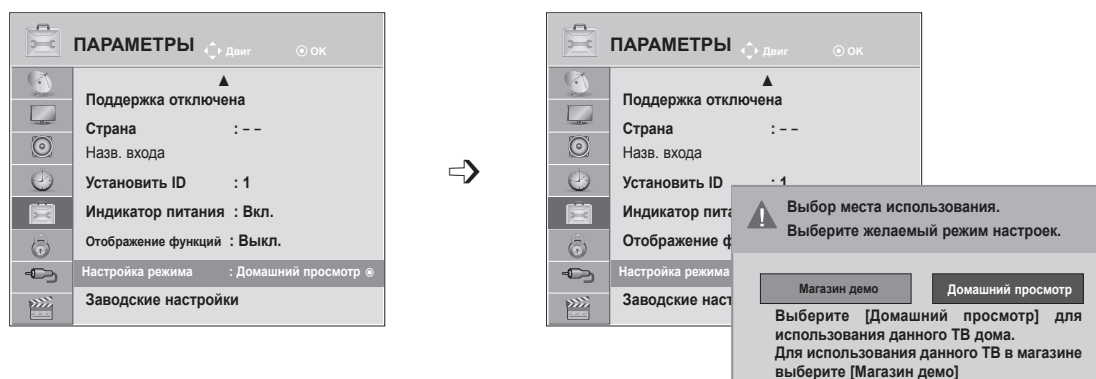 ПАРАМЕТРЫ Двиг ОК
▲
Поддержка отключена
Страна : – –
Назв. входа
Установить ID : 1
Индикатор питания : Вкл.
Отображение функций : Выкл.
Настройка режима : Домашний просмотр
Заводские настройки
ПАРАМЕТРЫ Двиг ОК
▲
Поддержка отключена
Страна : – –
Назв. входа
Установить ID : 1
Индикатор пита
Отображение ф
Настройка режима
Заводские наст
Выбор места использования.
Выберите желаемый режим настроек.
Магазин демо Домашний просмотр
Выберите [Домашний просмотр] для
использования данного ТВ дома.
Для использования данного ТВ в магазине
выберите [Магазин демо]